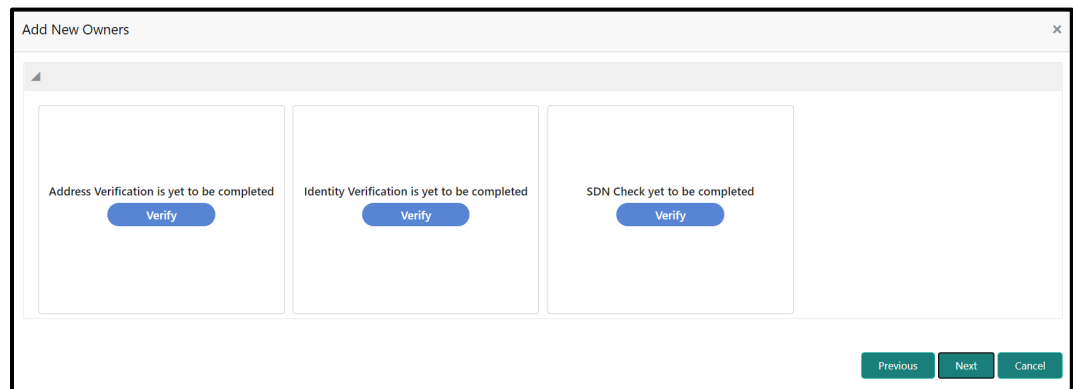 Add New Owners
×
Address Verification is yet to be completed
Verify
Identity Verification is yet to be completed
Verify
SDN Check yet to be completed
Verify
Previous
Next
Cancel